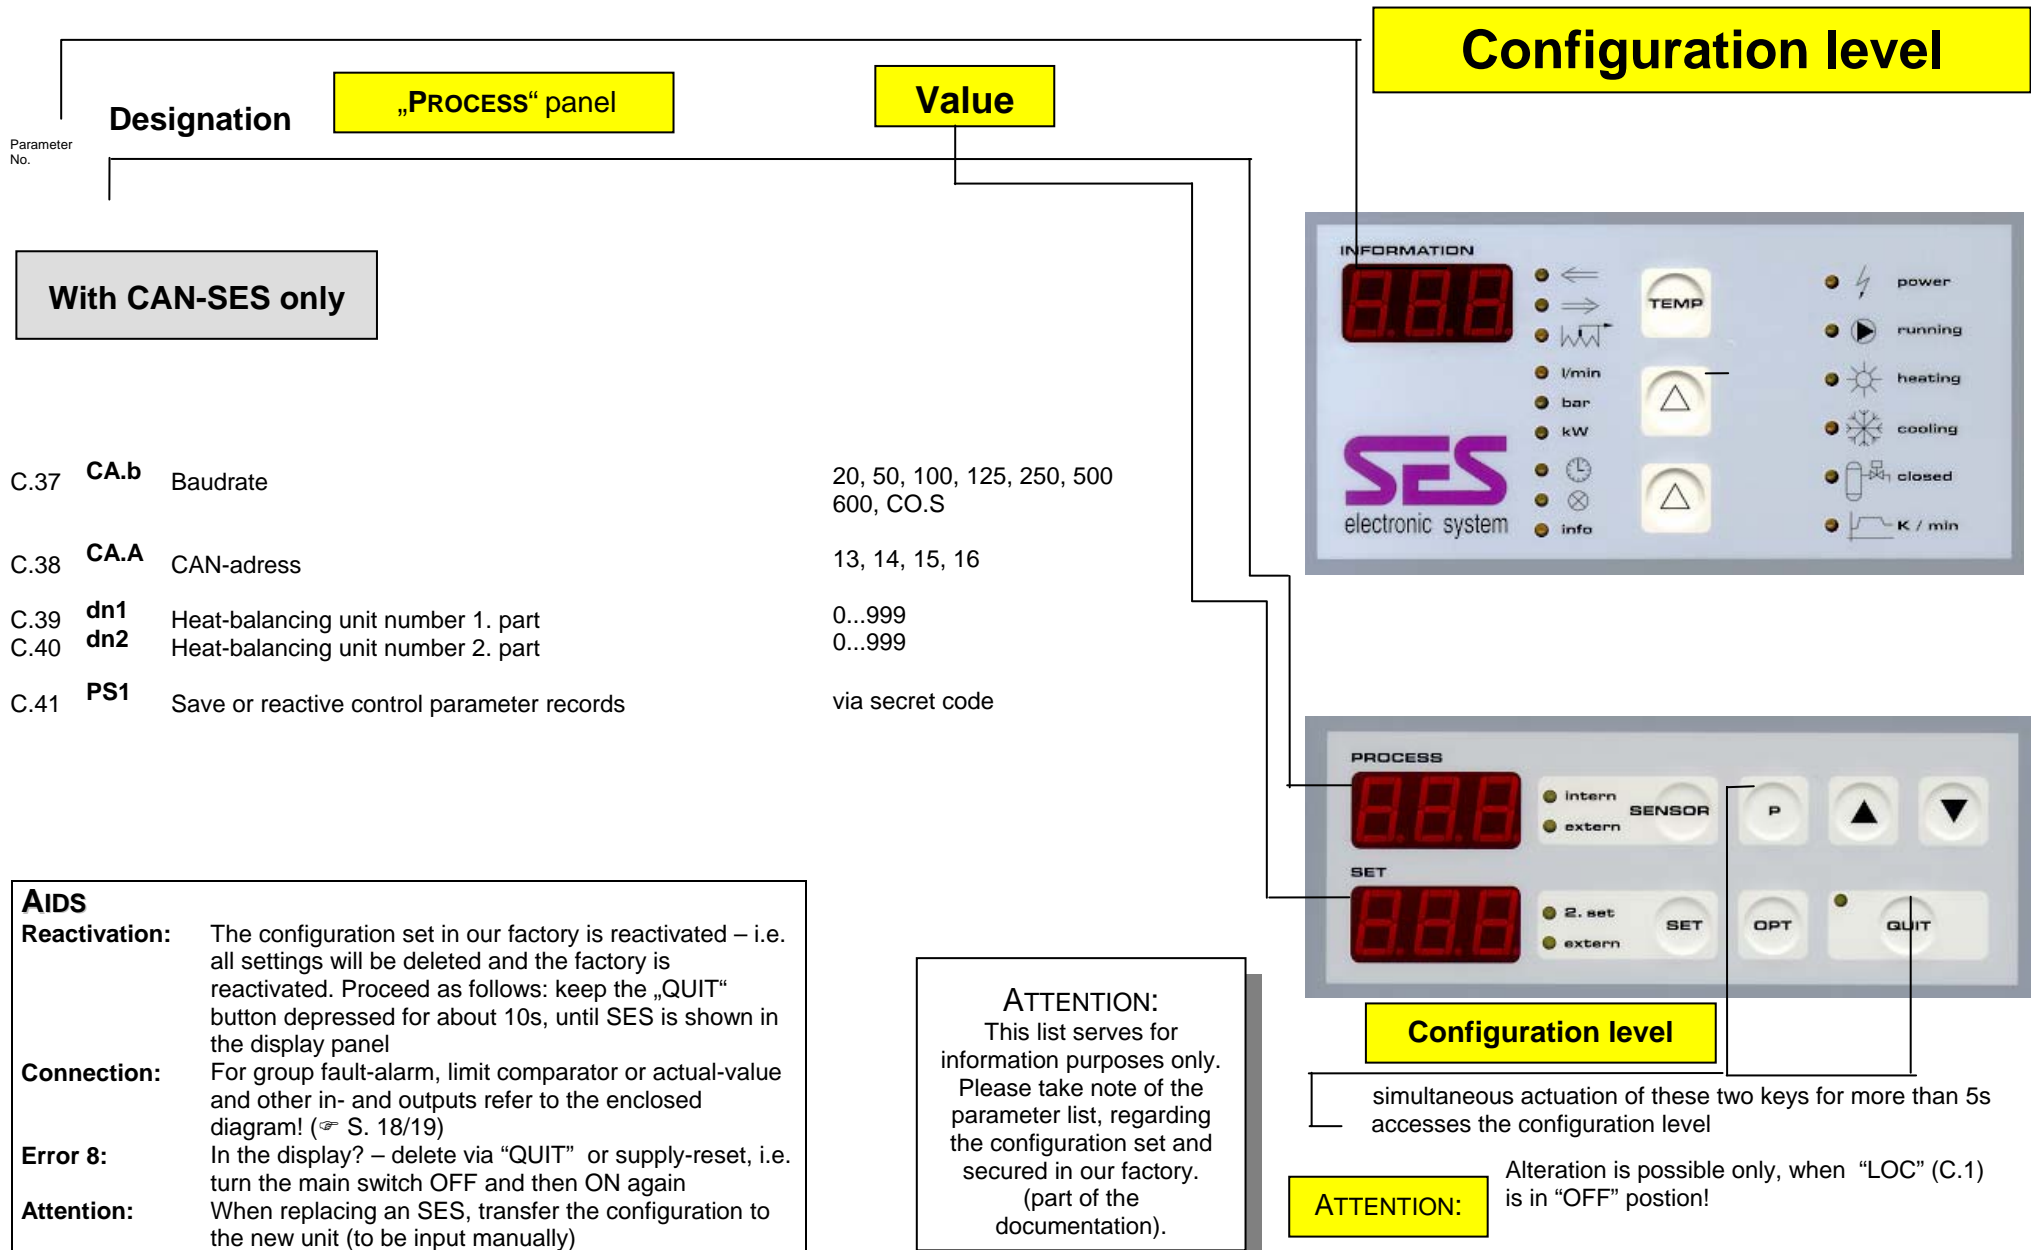 Configuration level
Designation
„PROCESS“ panel
Value
Parameter
No.
With CAN-SES only
C.37 CA.b Baudrate 20, 50, 100, 125, 250, 500
600, CO.S
C.38 CA.A CAN-adress 13, 14, 15, 16
C.39 dn1 Heat-balancing unit number 1. part 0...999
C.40 dn2 Heat-balancing unit number 2. part 0...999
C.41 PS1 Save or reactive control parameter records via secret code
INFORMATION
TEMP
power
running
l/min
heating
bar
kW
cooling
SES
closed
electronic system
info
K / min
PROCESS
intern
SENSOR
P
extern
SET
2. set
SET
OPT
QUIT
extern
AIDS
Reactivation: The configuration set in our factory is reactivated – i.e.
all settings will be deleted and the factory is
reactivated. Proceed as follows: keep the „QUIT“
button depressed for about 10s, until SES is shown in
the display panel
Connection: For group fault-alarm, limit comparator or actual-value
and other in- and outputs refer to the enclosed
diagram! (☞ S. 18/19)
Error 8: In the display? – delete via “QUIT” or supply-reset, i.e.
turn the main switch OFF and then ON again
Attention: When replacing an SES, transfer the configuration to
the new unit (to be input manually)
ATTENTION:
This list serves for
information purposes only.
Please take note of the
parameter list, regarding
the configuration set and
secured in our factory.
(part of the
documentation).
Configuration level
simultaneous actuation of these two keys for more than 5s
accesses the configuration level
ATTENTION:
Alteration is possible only, when “LOC” (C.1)
is in “OFF” postion!